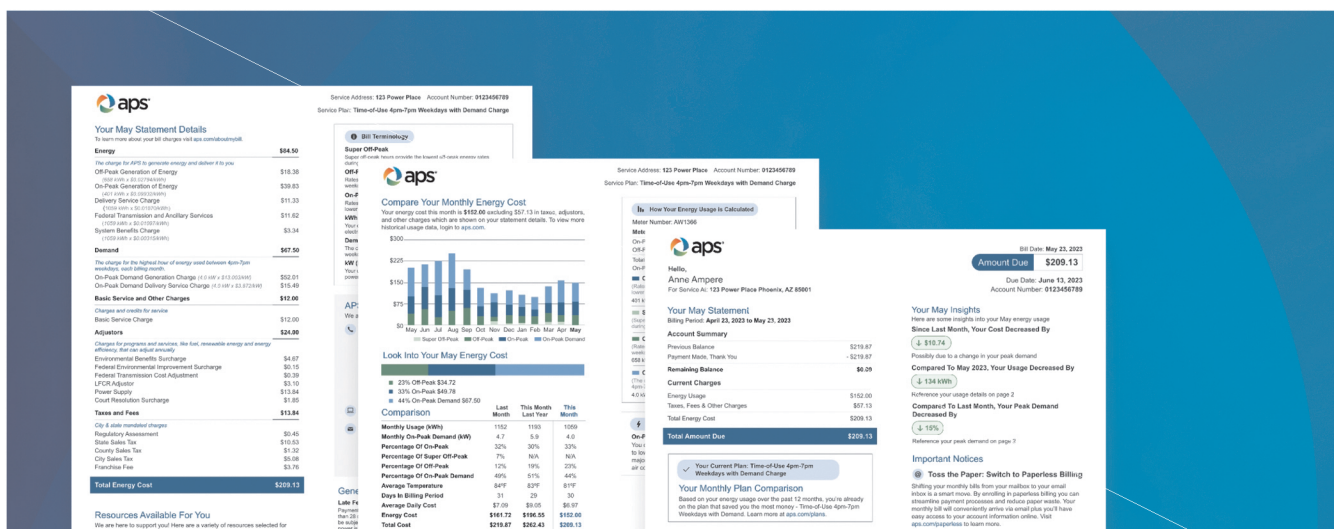 aps
Service Address: 123 Power Place Account Number: 0123456789
Service Plan: Time-of-Use 4pm-7pm Weekdays with Demand Charge
Your May Statement Details
To learn more about your bill charges visit aps.com/aboutmybill.
Energy $84.50
The charge for APS to generate energy and deliver it to you
Off-Peak Generation of Energy $18.38
On-Peak Generation of Energy $39.83
Delivery Service Charge $11.33
Federal Transmission and Ancillary Services $11.62
System Benefits Charge $3.34
Demand $67.50
The charge for the highest hour of energy used between 4pm-7pm
weekdays, each billing month.
On-Peak Demand Generation Charge $52.01
On-Peak Demand Delivery Service Charge $15.49
Basic Service and Other Charges $12.00
Charges and credits for service
Basic Service Charge $12.00
Adjustors $24.00
Charges for programs and services, like fuel, renewable energy and energy
efficiency, that can adjust annually
Environmental Benefits Surcharge $4.67
Federal Environmental Improvement Surcharge $0.15
Federal Transmission Cost Adjustment $0.39
LFCR Adjustor $3.10
Power Supply $13.84
Court Resolution Surcharge $1.85
Taxes and Fees $13.84
City & state mandated charges
Regulatory Assessment $0.45
State Sales Tax $10.53
County Sales Tax $1.32
City Sales Tax $5.08
Franchise Fee $3.76
Total Energy Cost $209.13
Resources Available For You
We are here to support you! Here are a variety of resources selected for
Bill Terminology
Super Off-Peak
aps
Service Address: 123 Power Place Account Number: 0123456789
Service Plan: Time-of-Use 4pm-7pm Weekdays with Demand Charge
Compare Your Monthly Energy Cost
Your energy cost this month is $152.00 excluding $57.13 in taxes, adjustors,
and other charges which are shown on your statement details. To view more
historical usage data, login to aps.com.
$300
$225
$150
$75
$0
May Jun Jul Aug Sep Oct Nov Dec Jan Feb Mar Apr May
Super Off-Peak Off-Peak On-Peak On-Peak Demand
Look Into Your May Energy Cost
23% Off-Peak $34.72
33% On-Peak $49.78
44% On-Peak Demand $67.50
Comparison Last Month This Month Last Year This Month
Monthly Usage (kWh) 1152 1193 1059
Monthly On-Peak Demand (kW) 4.7 5.9 4.0
Percentage Of On-Peak 32% 30% 33%
Percentage Of Super Off-Peak 7% N/A N/A
Percentage Of Off-Peak 12% 19% 23%
Percentage Of On-Peak Demand 49% 51% 44%
Average Temperature 84ºF 83ºF 81ºF
Days In Billing Period 31 29 30
Average Daily Cost $7.09 $9.05 $6.97
Energy Cost $161.72 $196.55 $152.00
Total Cost $219.87 $262.43 $209.13
How Your Energy Usage is Calculated
Meter Number: AW1366
aps
Bill Date: May 23, 2023
Amount Due $209.13
Due Date: June 13, 2023
Account Number: 0123456789
Hello,
Anne Ampere
For Service At: 123 Power Place Phoenix, AZ 85001
Your May Statement
Billing Period: April 23, 2023 to May 23, 2023
Account Summary
Previous Balance $219.87
Payment Made, Thank You - $219.87
Remaining Balance
Current Charges
Energy Usage $152.00
Taxes, Fees & Other Charges $57.13
Total Energy Cost $209.13
Total Amount Due $209.13
Your Current Plan: Time-of-Use 4pm-7pm
Weekdays with Demand Charge
Your Monthly Plan Comparison
Based on your energy usage over the past 12 months, you're already
on the plan that saved you the most money - Time-of-Use 4pm-7pm
Weekdays with Demand. Learn more at aps.com/plans.
Your May Insights
Here are some insights into your May energy usage
Since Last Month, Your Cost Decreased By
↓ $10.74
Possibly due to a change in your peak demand
Compared To May 2023, Your Usage Decreased By
↓ 134 kWh
Reference your usage details on page 2
Compared To Last Month, Your Peak Demand
Decreased By
↓ 15%
Reference your peak demand on page
Important Notices
Toss the Paper: Switch to Paperless Billing
Shifting your monthly bills from your mailbox to your email
inbox is a smart move. By enrolling in paperless billing you can
streamline payment processes and reduce paper waste. Your
monthly bill will conveniently arrive via email plus you'll have
easy access to your account information online. Visit
aps.com/paperless to learn more.